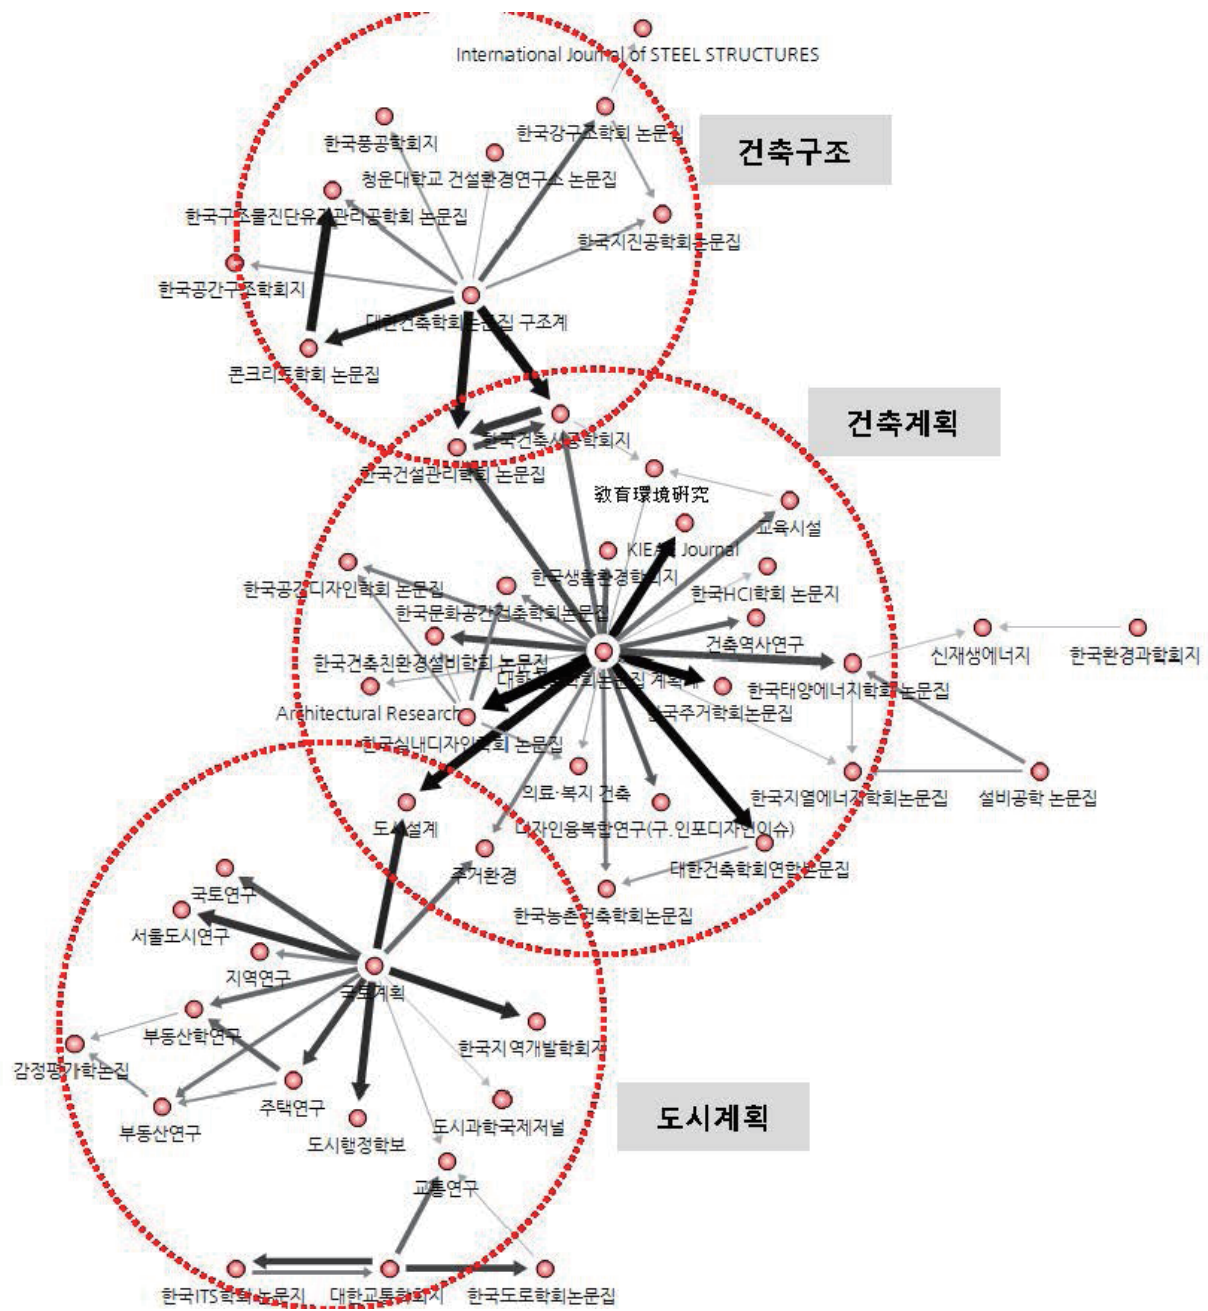 International Journal of STEEL STRUCTURES
한국강구조학회 논문집
한국풍공학회지
건축구조
청운대학교 건설환경연구소 논문집
한국구조물진단유지관리공학회 논문집
한국지진공학회논문집
한국공간구조학회지
대한건축학회논문집 구조계
콘크리트학회 논문집
건축계획
한국건축시공학회지
한국건설관리학회 논문집
敎育環境硏究
교육시설
KIEAE Journal
한국생활환경학회지
한국공간디자인학회 논문집
한국HCI학회 논문지
한국문화공간건축학회논문집
건축역사연구
신재생에너지
한국환경과학회지
한국건축친환경설비학회 논문집
대한건축학회논문집 계획계
한국태양에너지학회 논문집
Architectural Research
한국주거학회논문집
한국실내디자인학회 논문집
의료·복지 건축
한국지열에너지학회논문집
설비공학 논문집
도시설계
디자인융복합연구(구.인포디자인이슈)
주거환경
대한건축학회연합논문집
국토연구
한국농촌건축학회논문집
서울도시연구
지역연구
국토계획
부동산학연구
한국지역개발학회지
감정평가학논집
주택연구
도시계획
부동산연구
도시행정학보
도시과학국제저널
교통연구
한국ITS학회 논문지
대한교통학회지
한국도로학회논문집